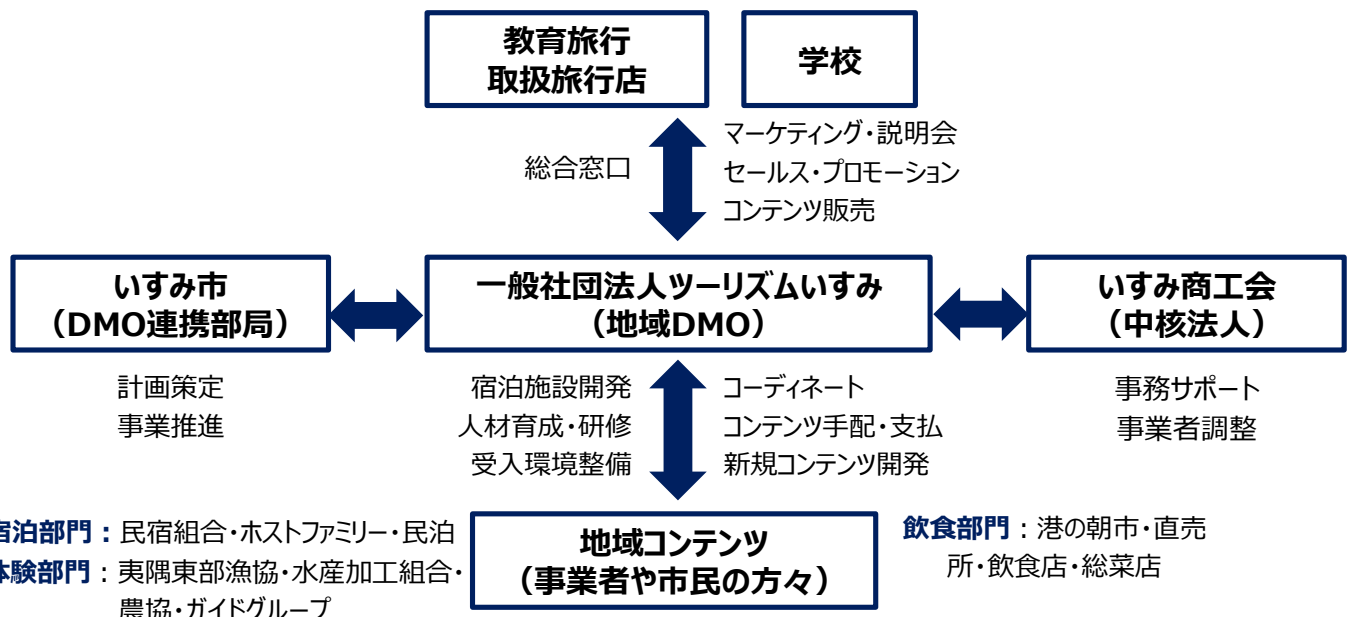 教育旅行
取扱旅行店
学校
総合窓口
マーケティング・説明会
セールス・プロモーション
コンテンツ販売
いすみ市
（DMO連携部局）
一般社団法人ツーリズムいすみ
（地域DMO）
いすみ商工会
（中核法人）
計画策定
事業推進
宿泊施設開発
人材育成・研修
受入環境整備
コーディネート
コンテンツ手配・支払
新規コンテンツ開発
事務サポート
事業者調整
宿泊部門：民宿組合・ホストファミリー・民泊
体験部門：夷隅東部漁協・水産加工組合・
農協・ガイドグループ
地域コンテンツ
（事業者や市民の方々）
飲食部門：港の朝市・直売
所・飲食店・総菜店